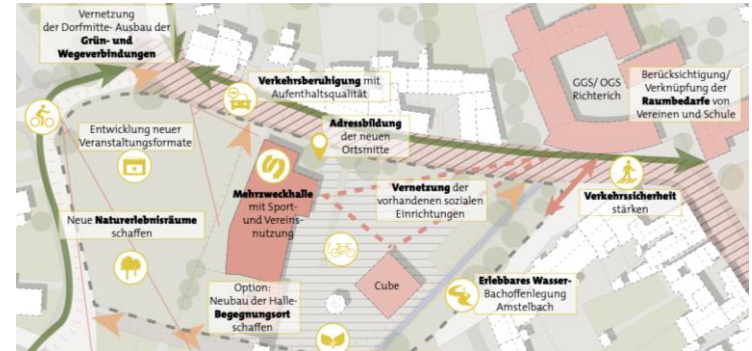 Vernetzung
der Dorfmitte- Ausbau der
Grün- und
Wegeverbindungen
Verkehrsberuhigung mit
Aufenthaltsqualität
GGS/ OGS
Richterich
Berücksichtigung/
Verknüpfung der
Raumbedarfe von
Vereinen und Schule
Adressbildung
der neuen
Ortsmitte
Entwicklung neuer
Veranstaltungsformate
Mehrzweckhalle
mit Sport-
und Vereins-
nutzung
Vernetzung der
vorhandenen sozialen
Einrichtungen
Verkehrssicherheit
stärken
Neue Naturerlebnisräume
schaffen
Option:
Neubau der Halle-
Begegnungsort
schaffen
Cube
Erlebbares Wasser-
Bachoffenlegung
Amstelbach